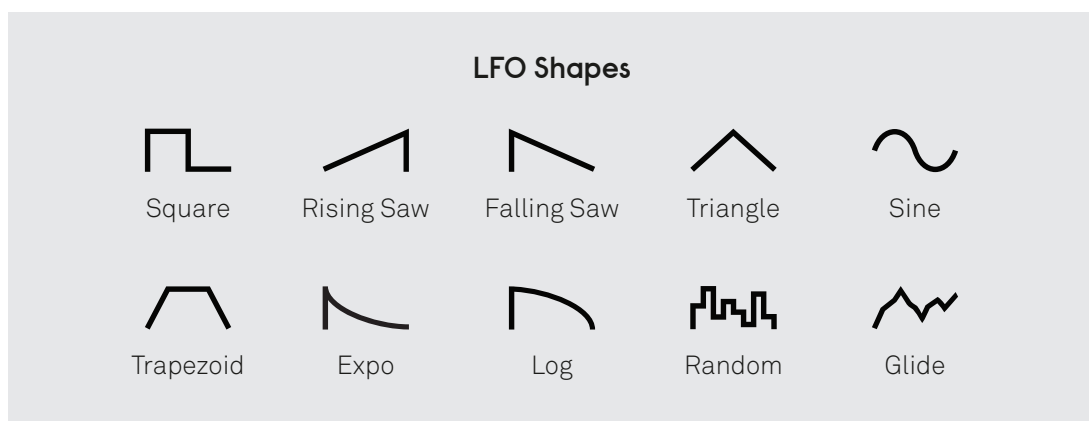 LFO Shapes
Square Rising Saw Falling Saw Triangle Sine
Trapezoid Expo Log Random Glide